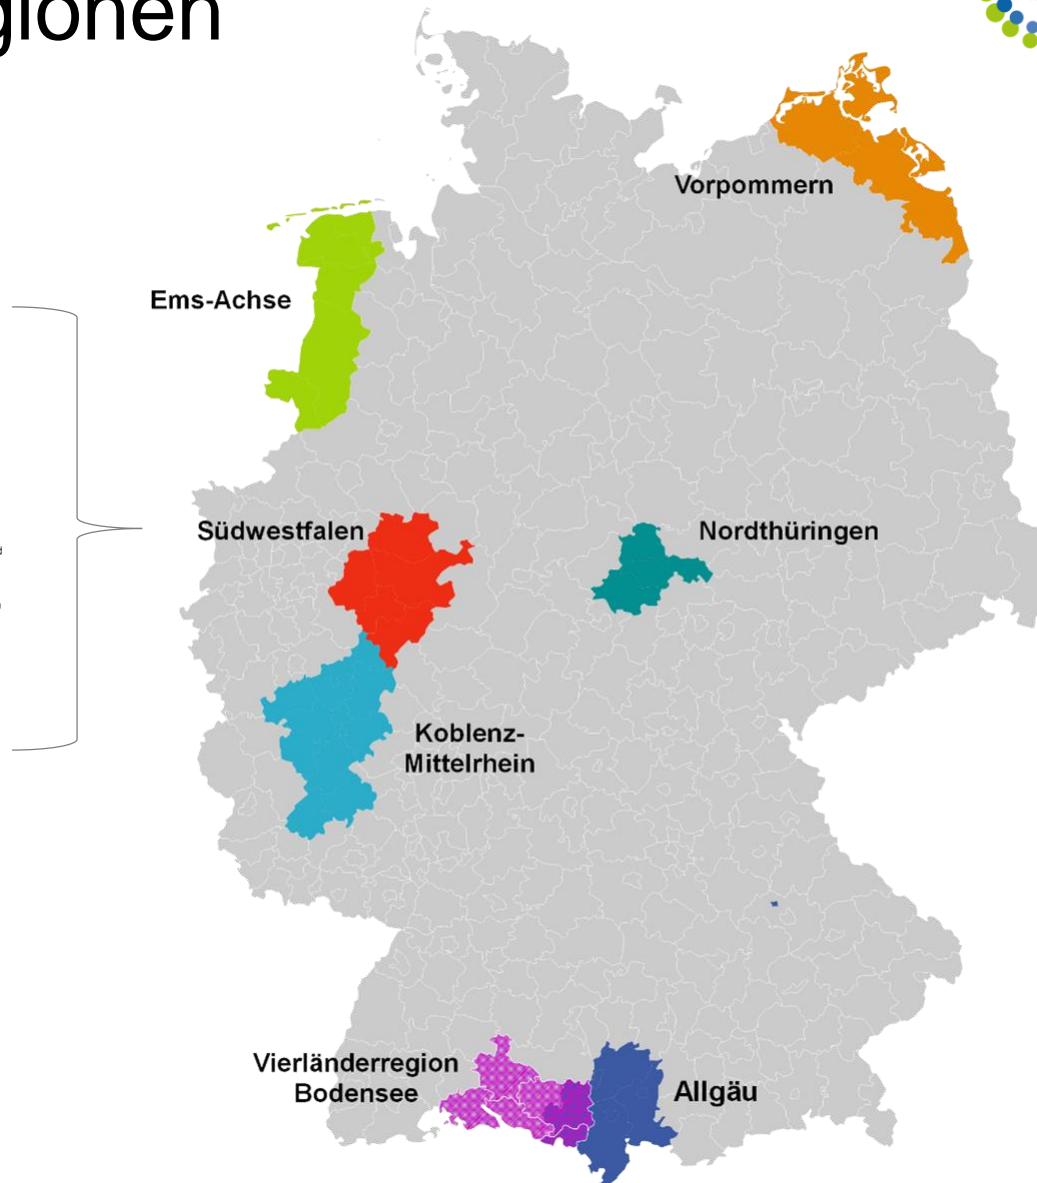 gionen
Vorpommern
Ems-Achse
Südwestfalen
Nordthüringen
Koblenz-
Mittelrhein
Vierländerregion
Bodensee
Allgäu